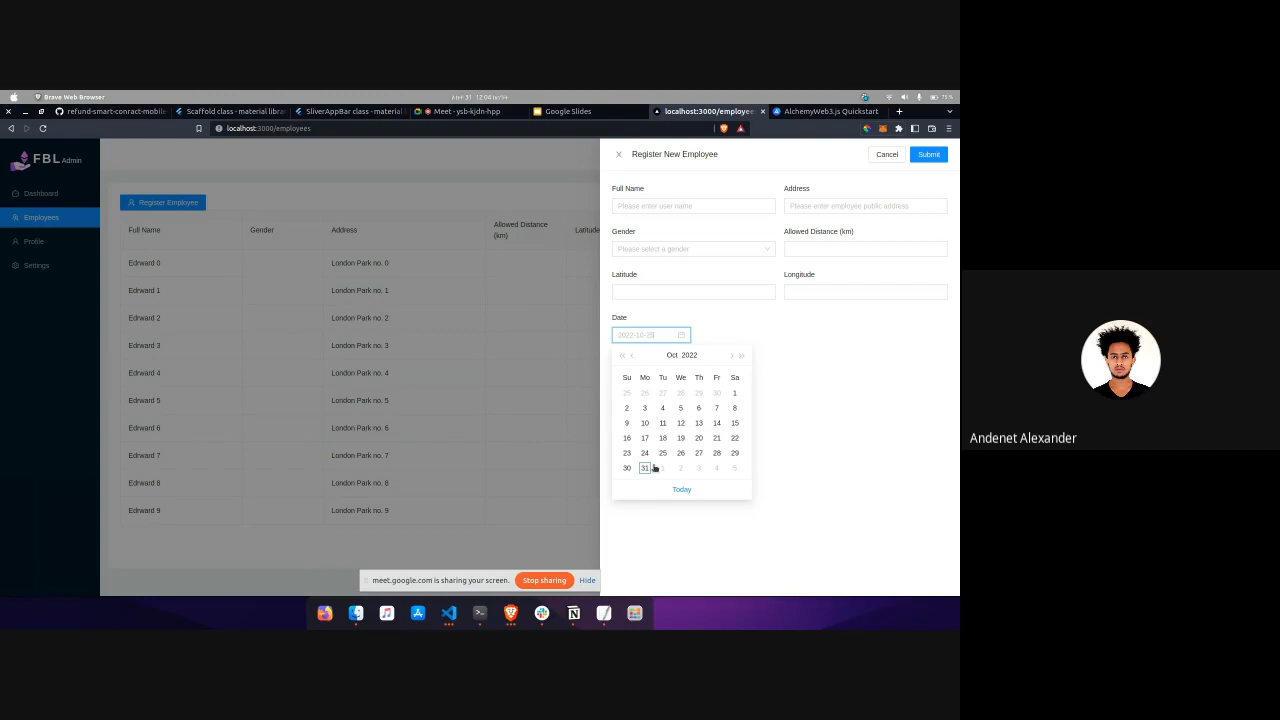 Brave Web Browser
75 %
refund-smart-conract-mobile
Scaffold class - material libra
SliverAppBar class - material l
Meet - ysb-kjdn-hpp
Google Slides
localhost:3000/employee
AlchemyWeb3.js Quickstart
localhost:3000/employees
FBL Admin
Dashboard
Employees
Profile
Settings
Register Employee
Full Name Gender Address Allowed Distance (km) Latitude
Edrward 0 London Park no. 0
Edrward 1 London Park no. 1
Edrward 2 London Park no. 2
Edrward 3 London Park no. 3
Edrward 4 London Park no. 4
Edrward 5 London Park no. 5
Edrward 6 London Park no. 6
Edrward 7 London Park no. 7
Edrward 8 London Park no. 8
Edrward 9 London Park no. 9
Register New Employee
Cancel Submit
Full Name Address
Please enter user name Please enter employee public address
Gender Allowed Distance (km)
Please select a gender
Latitude Longitude
Date
Oct 2022
Su Mo Tu We Th Fr Sa
25 26 27 28 29 30 1
2 3 4 5 6 7 8
9 10 11 12 13 14 15
16 17 18 19 20 21 22
23 24 25 26 27 28 29
30 31 1 2 3 4 5
Today
meet.google.com is sharing your screen. Stop sharing Hide
Andenet Alexander